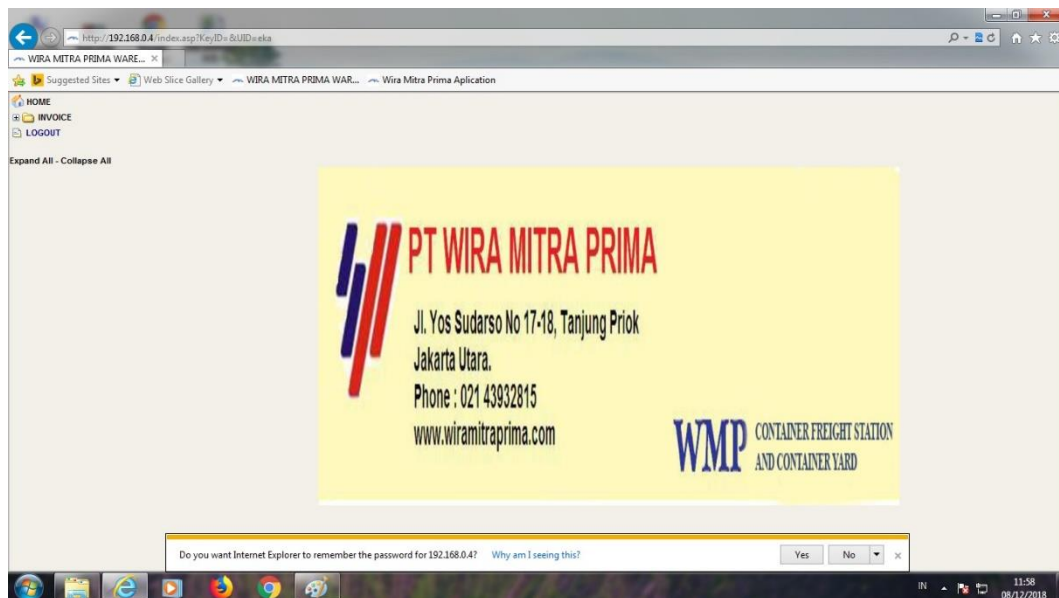 http://192.168.0.4/index.asp?KeyID=&UID=eka
WIRA MITRA PRIMA WARE...
Suggested Sites
Web Slice Gallery
WIRA MITRA PRIMA WAR...
Wira Mitra Prima Aplication
HOME
INVOICE
LOGOUT
Expand All - Collapse All
PT WIRA MITRA PRIMA
Jl. Yos Sudarso No 17-18, Tanjung Priok
Jakarta Utara.
Phone : 021 43932815
www.wiramitraprima.com
WMP
CONTAINER FREIGHT STATION
AND CONTAINER YARD
Do you want Internet Explorer to remember the password for 192.168.0.4? Why am I seeing this?
Yes
No
IN
11:58
08/12/2018